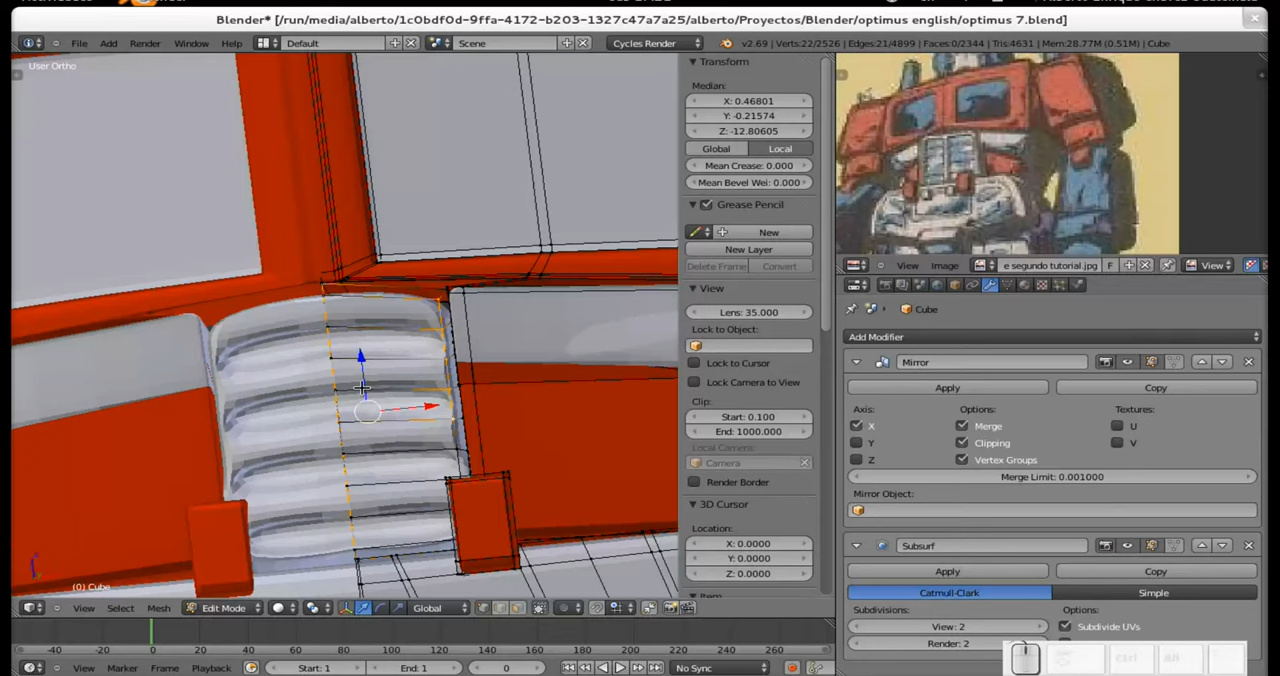 Blender* [/run/media/alberto/1c0bdf0d-9ffa-4172-b203-1327c47a7a25/alberto/Proyectos/Blender/optimus english/optimus 7.blend]
File Add Render Window Help Default Scene Cycles Render v2.69 | Verts:22/2526 | Edges:21/4899 | Faces:0/2344 | Tris:4631 | Mem:28.77M (0.51M) | Cube
User Ortho
Transform
Median:
X: 0.46801
Y: -0.21574
Z: -12.80605
Global Local
Mean Crease: 0.000
Mean Bevel Wei: 0.000
Grease Pencil
New
New Layer
Delete Frame Convert
View
Lens: 35.000
Lock to Object:
Lock to Cursor
Lock Camera to View
Clip:
Start: 0.100
End: 1000.000
Local Camera:
Camera
Render Border
3D Cursor
Location:
X: 0.0000
Y: 0.0000
Z: 0.0000
View Image e segundo tutorial.jpg F View
Cube
Add Modifier
Mirror
Apply Copy
Axis: Options: Textures:
X Merge U
Y Clipping V
Z Vertex Groups
Merge Limit: 0.001000
Mirror Object:
Subsurf
Apply Copy
Catmull-Clark Simple
Subdivisions: Options:
View: 2 Subdivide UVs
Render: 2
(0) Cube
View Select Mesh Edit Mode Global
-40 -20 0 20 40 60 80 100 120 140 160 180 200 220 240 260
View Marker Frame Playback Start: 1 End: 1 0 No Sync
Ctrl Alt